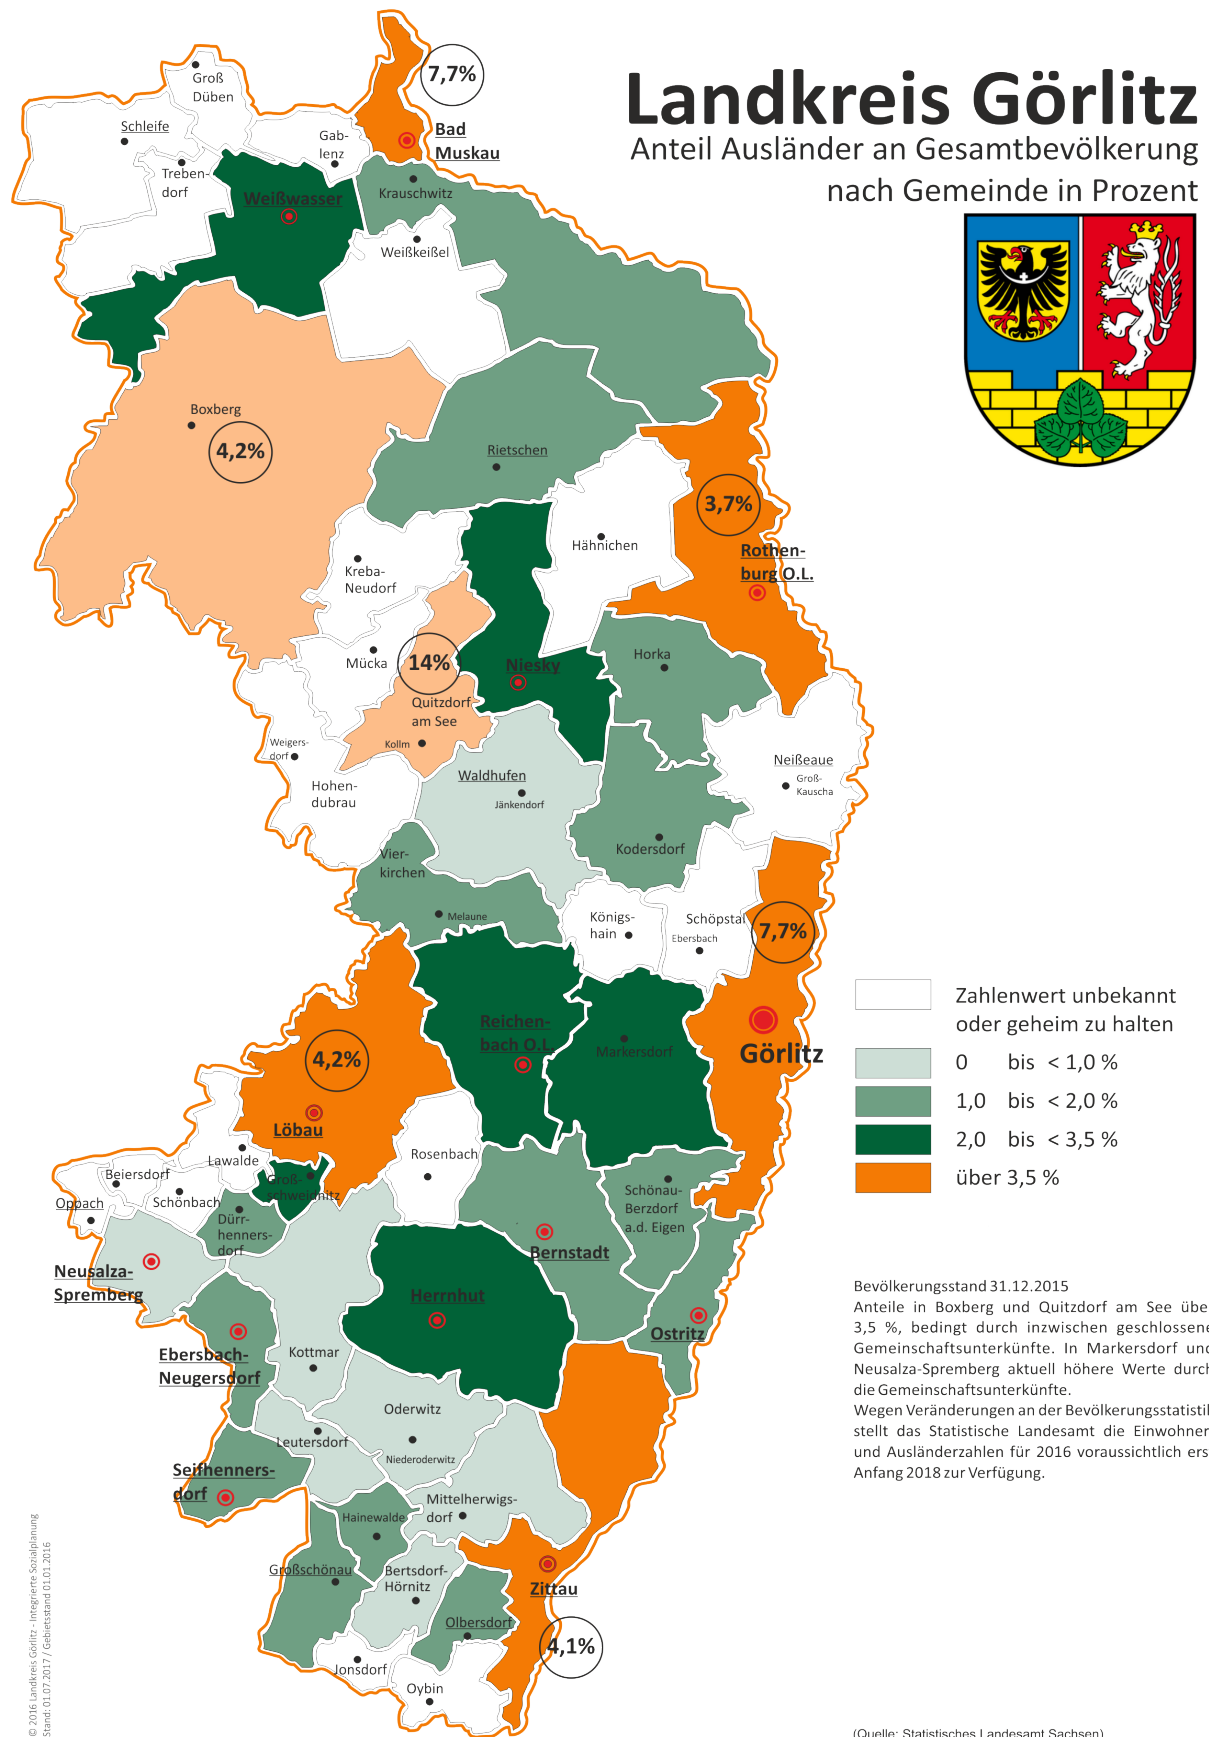 Landkreis Görlitz
Anteil Ausländer an Gesamtbevölkerung
nach Gemeinde in Prozent
7,7%
Groß
Düben
Schleife
Gab-
lenz
Bad
Muskau
Treben-
dorf
Weißwasser
Krauschwitz
Weißkeißel
Boxberg
4,2%
Rietschen
3,7%
Hähnichen
Rothen-
burg O.L.
Kreba-
Neudorf
Mücka
14%
Niesky
Horka
Quitzdorf
am See
Kollm
Weigers-
dorf
Hohen-
dubrau
Waldhufen
Jänkendorf
Neißeaue
Groß-
Kauscha
Kodersdorf
Vier-
kirchen
Melaune
Königs-
hain
Schöpstal
Ebersbach
7,7%
Reichen-
bach O.L.
Markersdorf
Görlitz
4,2%
Löbau
Lawalde
Rosenbach
Beiersdorf
Schönbach
Oppach
Groß-
schweidnitz
Dürr-
henners-
dorf
Schönau-
Berzdorf
a.d. Eigen
Bernstadt
Neusalza-
Spremberg
Herrnhut
Ostritz
Ebersbach-
Neugersdorf
Kottmar
Oderwitz
Niederoderwitz
Leutersdorf
Seifhenners-
dorf
Mittelherwigs-
dorf
Hainewalde
Großschönau
Bertsdorf-
Hörnitz
Zittau
Olbersdorf
4,1%
Jonsdorf
Oybin
Zahlenwert unbekannt
oder geheim zu halten
0 bis < 1,0 %
1,0 bis < 2,0 %
2,0 bis < 3,5 %
über 3,5 %
Bevölkerungsstand 31.12.2015
Anteile in Boxberg und Quitzdorf am See über
3,5 %, bedingt durch inzwischen geschlossene
Gemeinschaftsunterkünfte. In Markersdorf und
Neusalza-Spremberg aktuell höhere Werte durch
die Gemeinschaftsunterkünfte.
Wegen Veränderungen an der Bevölkerungsstatistik
stellt das Statistische Landesamt die Einwohner-
und Ausländerzahlen für 2016 voraussichtlich erst
Anfang 2018 zur Verfügung.
(Quelle: Statistisches Landesamt Sachsen)
© 2016 Landkreis Görlitz - Integrierte Sozialplanung
Stand: 01.07.2017 / Gebietsstand 01.01.2016